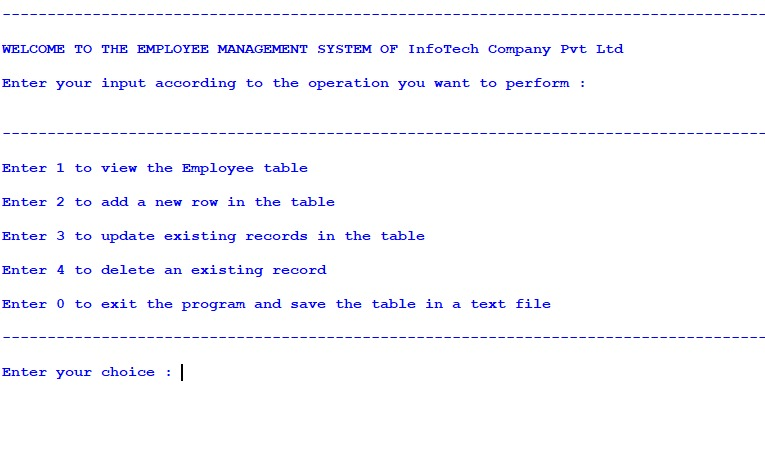 -------------------------------------------------------------------------------------
WELCOME TO THE EMPLOYEE MANAGEMENT SYSTEM OF InfoTech Company Pvt Ltd
Enter your input according to the operation you want to perform :
-------------------------------------------------------------------------------------
Enter 1 to view the Employee table
Enter 2 to add a new row in the table
Enter 3 to update existing records in the table
Enter 4 to delete an existing record
Enter 0 to exit the program and save the table in a text file
-------------------------------------------------------------------------------------
Enter your choice :